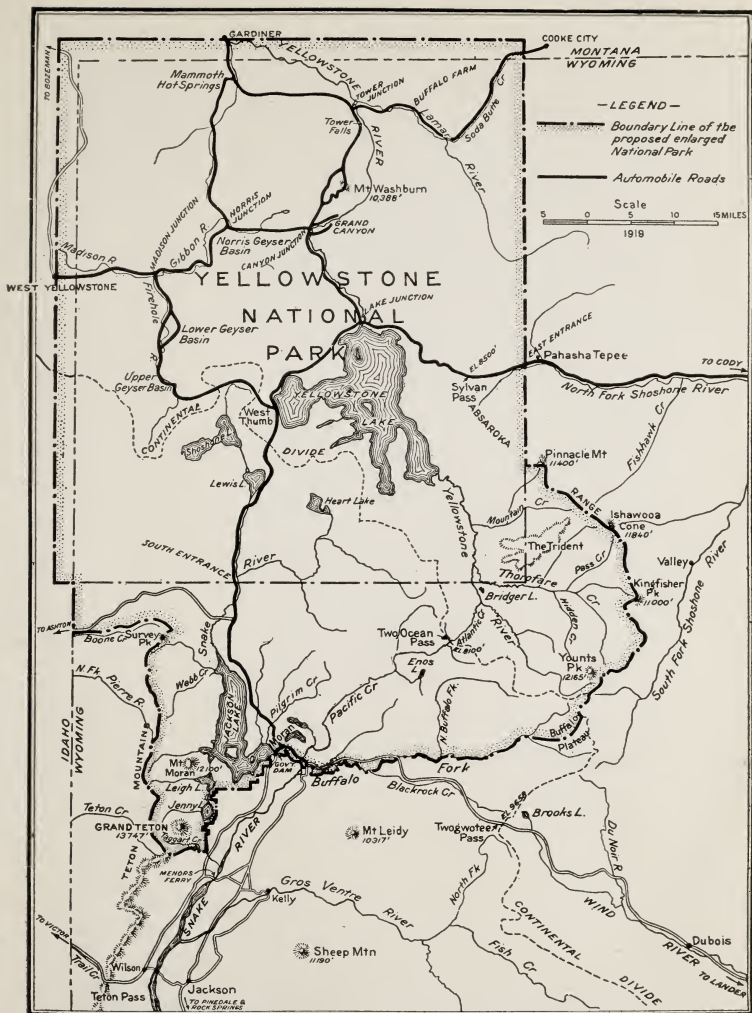 GARDINER
COOKE CITY
MONTANA
WYOMING
TO BOZEMAN
YELLOWSTONE
RIVER
Mammoth
Hot Springs
TOWER
JUNCTION
BUFFALO FARM
Lamar
River
Soda Butte Cr
Tower
Falls
—LEGEND—
Boundary Line of the
proposed enlarged
National Park
Automobile Roads
Scale
5 0 5 10 15 MILES
1919
Mt Washburn
10,388'
GRAND
CANYON
NORRIS
JUNCTION
MADISON JUNCTION
Gibbon R.
Norris Geyser
Basin
CANYON JUNCTION
Madison R
WEST YELLOWSTONE
YELLOWSTONE
NATIONAL
PARK
Firehole
R.
Lower Geyser
Basin
Upper
Geyser Basin
LAKE JUNCTION
EAST ENTRANCE
Pahasha Tepee
TO CODY
North Fork Shoshone River
EL 8500'
Sylvan
Pass
ABSAROKA
RANGE
YELLOWSTONE
LAKE
West
Thumb
CONTINENTAL
DIVIDE
Shoshone L
Lewis L.
Heart Lake
Fishhawk Cr
Pinnacle Mt
11400'
Yellowstone
River
Mountain
Cr
Ishawooa
Cone
11840'
The Trident
Pass Cr
Valley
South Fork Shoshone River
Thorofare
Cr
Kingfisher
Pk
11000'
SOUTH ENTRANCE
River
Snake
Bridger L.
Hidden Cr
TO ASHTON
Boone Cr
Survey Pk
Two Ocean
Pass
Atlantic Cr
EL 8100'
Enos
L
Younts
Pk
12165'
N. Fk
Pierre R.
Webb Cr
JACKSON LAKE
Pilgrim Cr
Pacific Cr
N. Buffalo Fk.
Buffalo
Plateau
IDAHO
WYOMING
MOUNTAINS
TETON
Moran
GOVT
DAM
Buffalo
Fork
Mt
Moran
12100'
Leigh L.
Jenny L
Blackrock Cr
EL 9658
Brooks L.
Teton Cr
GRAND TETON
13747'
Taggart Cr
Mt Leidy
10317'
Twogwotee
Pass
Du Noir R
MENORS
FERRY
SNAKE
RIVER
Kelly
Gros Ventre
River
North Fk
CONTINENTAL
DIVIDE
WIND
RIVER
Dubois
TO LANDER
Fish Cr
Sheep Mtn
11190'
TO VICTOR
Trail Cr
Wilson
Teton Pass
Jackson
TO PINEDALE &
ROCK SPRINGS